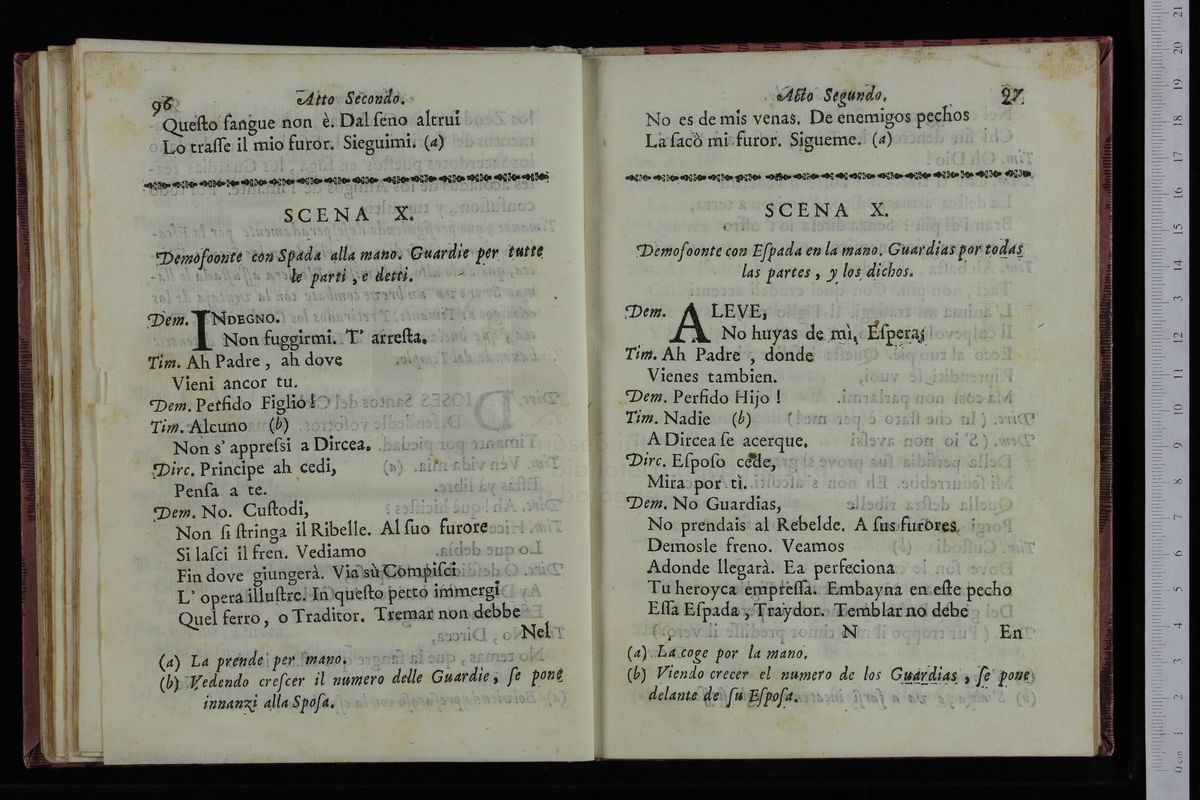 96
Atto Secondo.
Queſto ſangue non è. Dal ſeno altrui
Lo traſſe il mio furor. Sieguimi. (a)
SCENA X.
Demofoonte con Spada alla mano. Guardie per tutte
le parti, e detti.
Dem. INDEGNO.
Non fuggirmi. T' arreſta.
Tim. Ah Padre, ah dove
Vieni ancor tu.
Dem. Perfido Figlio!
Tim. Alcuno (b)
Non s' appreſsi a Dircea.
Dirc. Principe ah cedi,
Penſa a te.
Dem. No. Cuſtodi,
Non ſi ſtringa il Ribelle. Al ſuo furore
Si laſci il fren. Vediamo
Fin dove giungerà. Via sù Compiſci
L' opera illuſtre. In queſto petto immergi
Quel ferro, o Traditor. Tremar non debbe
Nel
(a) La prende per mano.
(b) Vedendo creſcer il numero delle Guardie, ſe pone
innanzi alla Spoſa.
Acto Segundo.
97
No es de mis venas. De enemigos pechos
La ſacò mi furor. Sigueme. (a)
SCENA X.
Demofoonte con Eſpada en la mano. Guardias por todas
las partes, y los dichos.
Dem. ALEVE,
No huyas de mì, Eſperas
Tim. Ah Padre, donde
Vienes tambien.
Dem. Perfido Hijo!
Tim. Nadie (b)
A Dircea ſe acerque.
Dirc. Eſpoſo cede,
Mira por tì.
Dem. No Guardias,
No prendais al Rebelde. A ſus furores
Demosle freno. Veamos
Adonde llegarà. Ea perfeciona
Tu heroyca empreſſa. Embayna en eſte pecho
Eſſa Eſpada, Traydor. Temblar no debe
N
En
(a) La coge por la mano.
(b) Viendo crecer el numero de los Guardias, ſe pone
delante de ſu Eſpoſa.